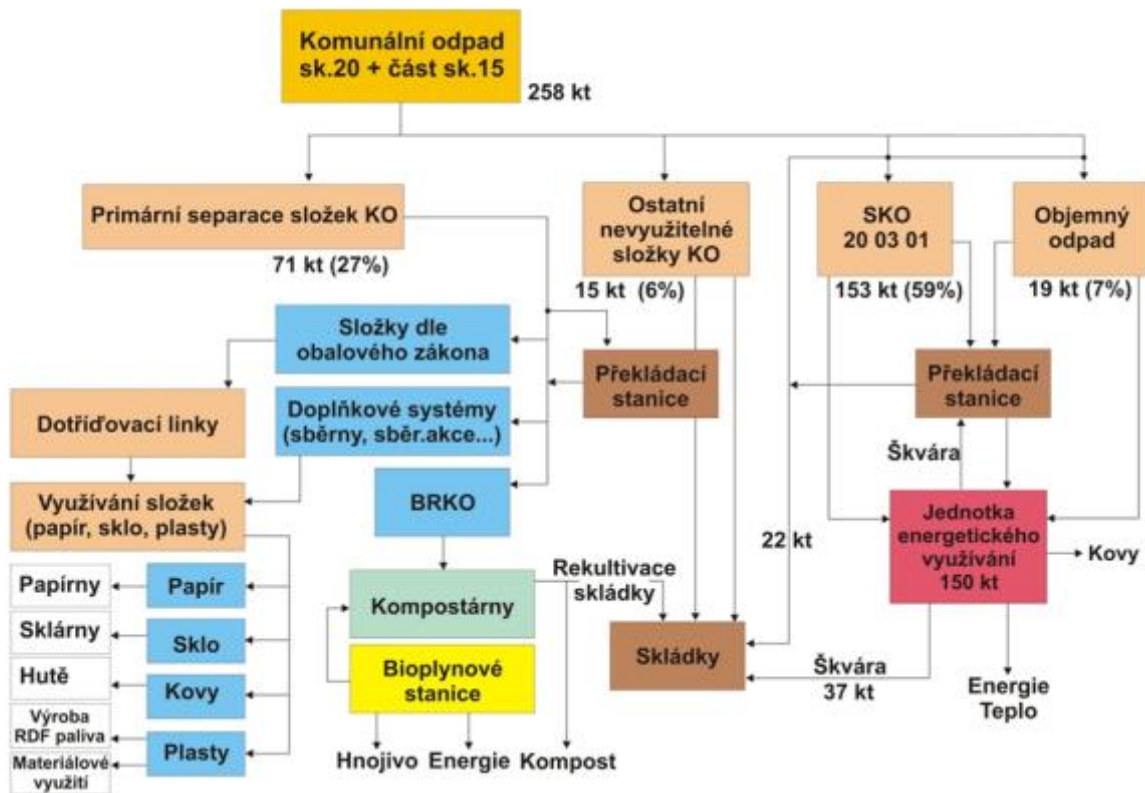 Komunální odpad
sk.20 + část sk.15
258 kt
Primární separace složek KO
71 kt (27%)
Ostatní
nevyužitelné
složky KO
15 kt (6%)
SKO
20 03 01
153 kt (59%)
Objemný
odpad
19 kt (7%)
Složky dle
obalového zákona
Překládací
stanice
Překládací
stanice
Dotříďovací linky
Doplňkové systémy
(sběrny, sběr.akce...)
Škvára
Využívání složek
(papír, sklo, plasty)
BRKO
Jednotka
energetického
využívání
150 kt
22 kt
Kovy
Rekultivace
skládky
Papírny
Papír
Kompostárny
Sklárny
Sklo
Skládky
Škvára
37 kt
Hutě
Kovy
Bioplynové
stanice
Energie
Teplo
Výroba
RDF paliva
Plasty
Materiálové
využití
Hnojivo
Energie
Kompost